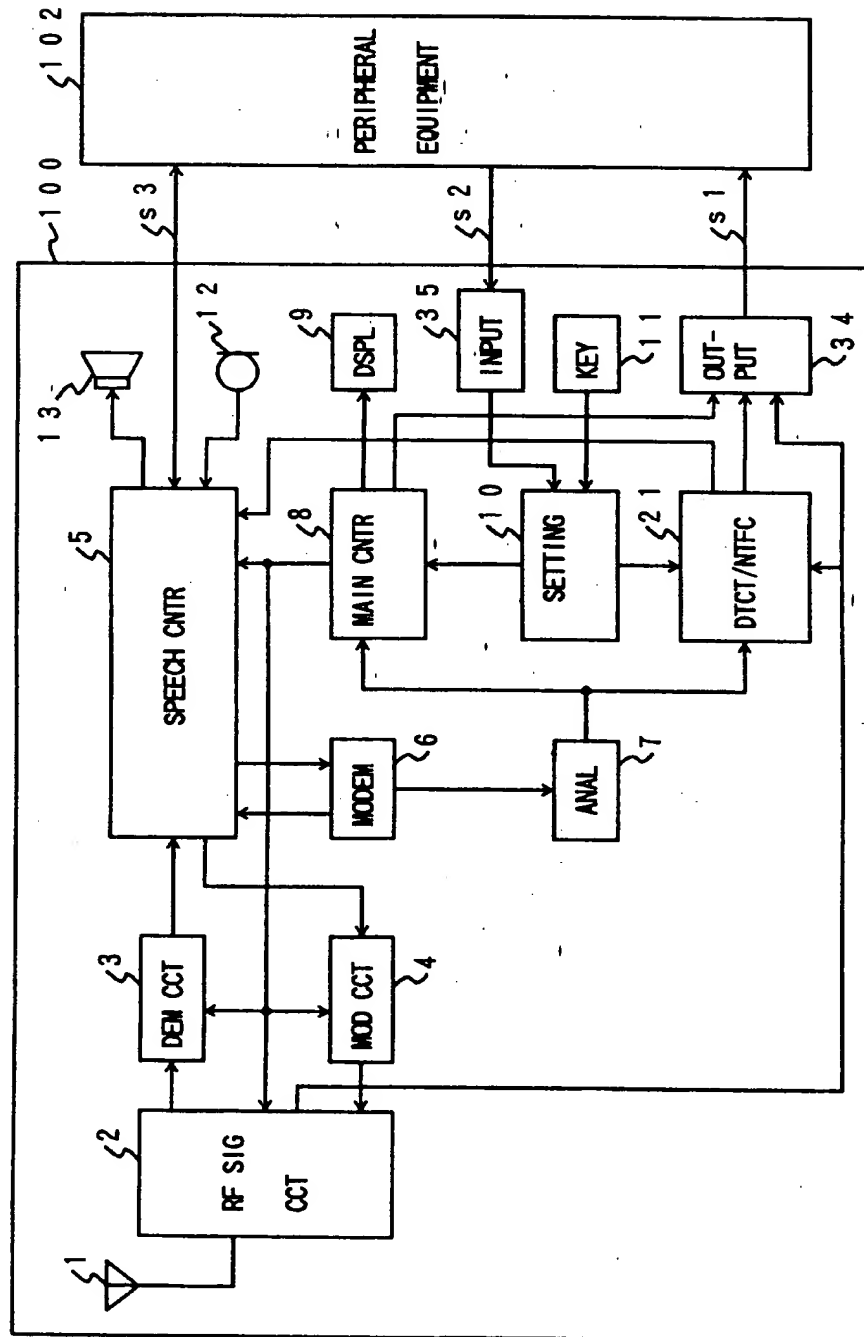 100
102
PERIPHERAL
EQUIPMENT
s3
s2
s1
13
12
5
SPEECH CNTR
9
DSPL
35
INPUT
KEY
11
OUT-
PUT
34
8
MAIN CNTR
10
SETTING
21
DTCT/NTFC
MODEM
6
ANAL
7
3
DEM CCT
MOD CCT
4
2
RF SIG
CCT
1